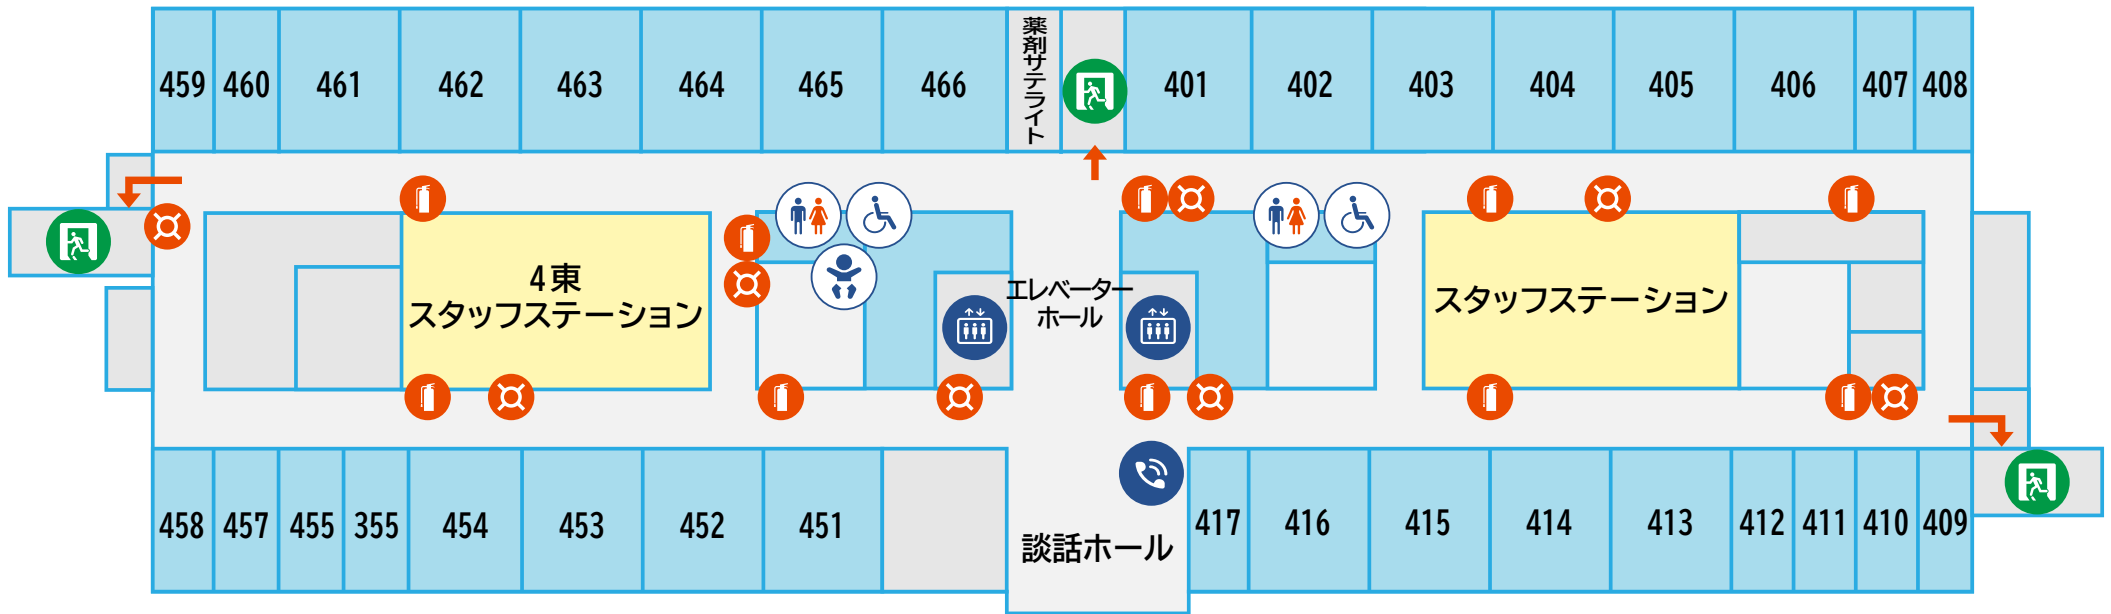 459 460 461 462 463 464 465 466 薬剤サテライト 401 402 403 404 405 406 407 408
4東
スタッフステーション
エレベーター
ホール
スタッフステーション
458 457 455 355 454 453 452 451 談話ホール 417 416 415 414 413 412 411 410 409